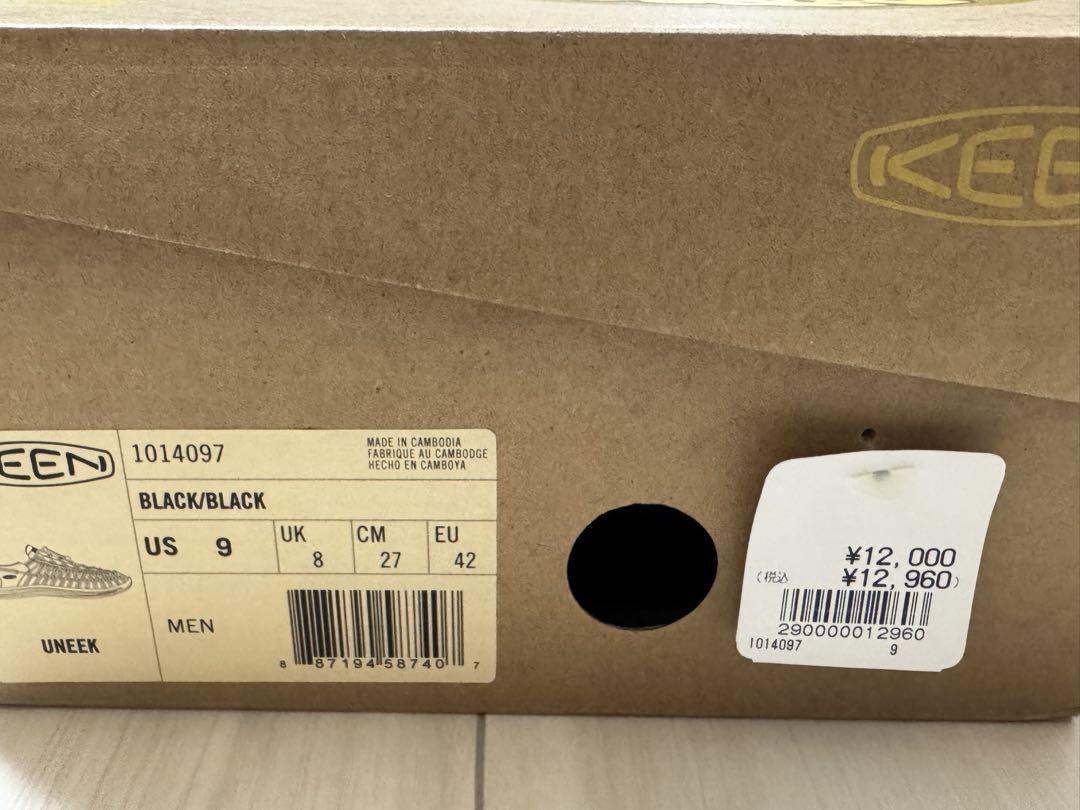 KEE
EEN
1014097
MADE IN CAMBODIA
FABRIQUE AU CAMBODGE
HECHO EN CAMBOYA
BLACK/BLACK
US 9
UK 8
CM 27
EU 42
MEN
UNEEK
8 87194 58740 7
¥12,000
(税込 ¥12,960)
290000012960
1014097 9